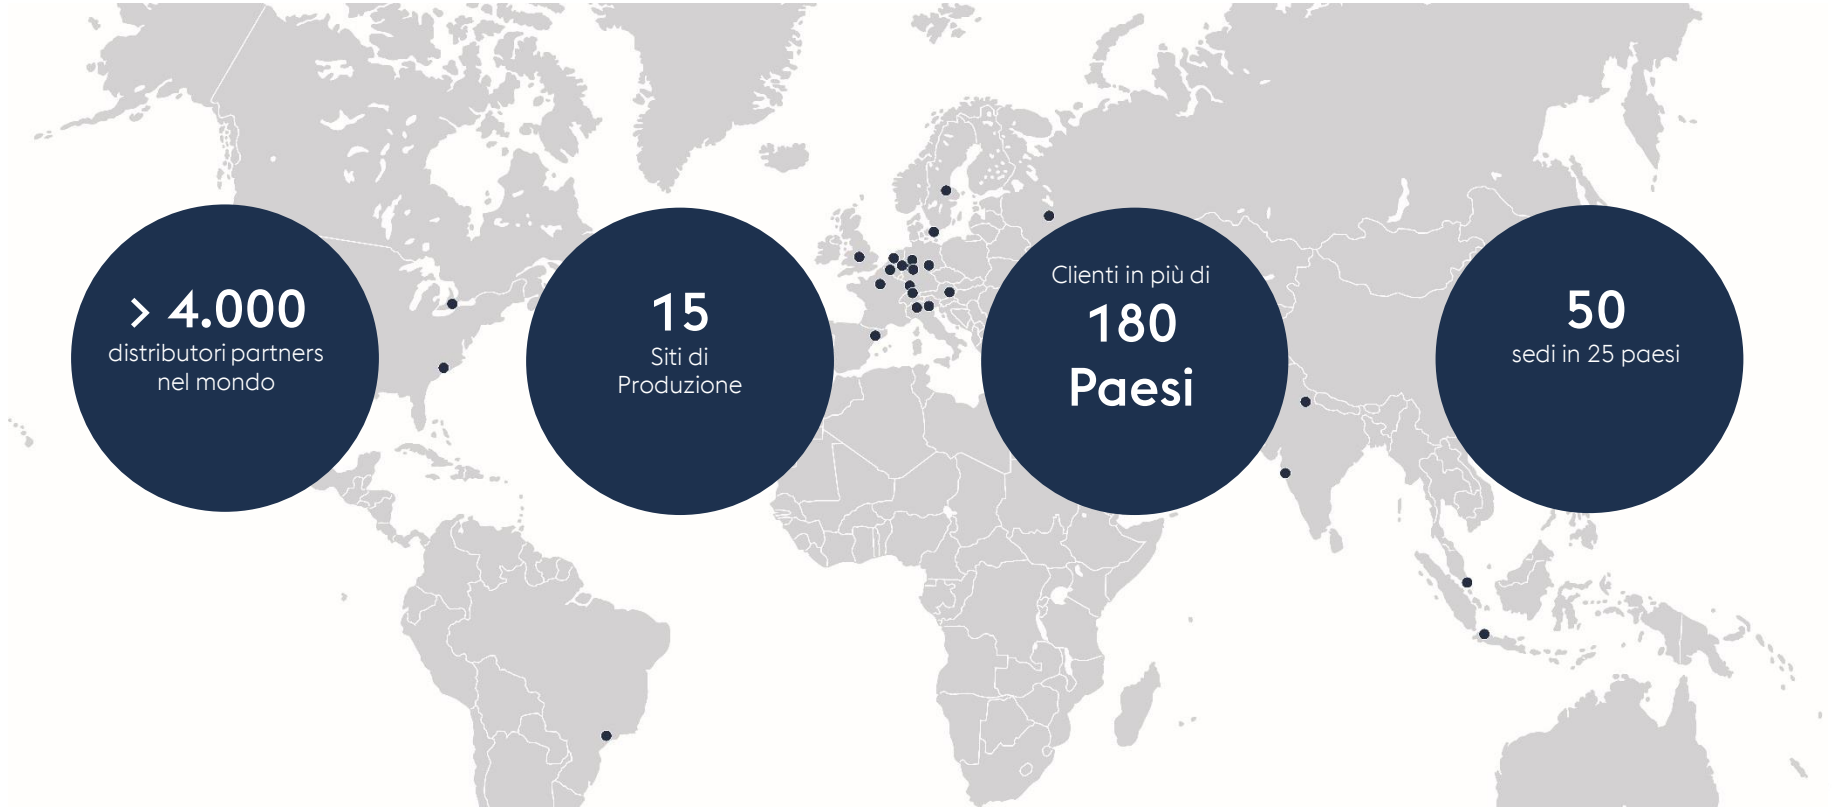 > 4.000
distributori partners
nel mondo
15
Siti di
Produzione
Clienti in più di
180
Paesi
50
sedi in 25 paesi